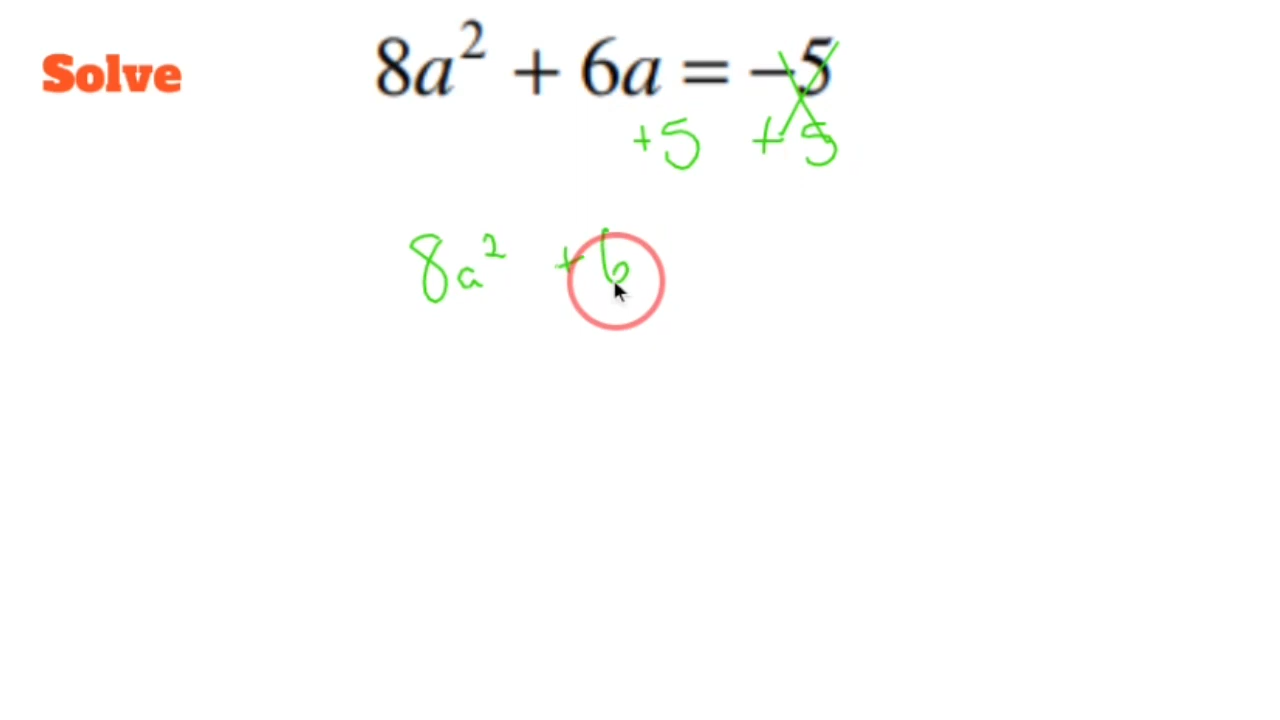 Solve
8a² + 6a = −5
+5 +5
8a² + 6